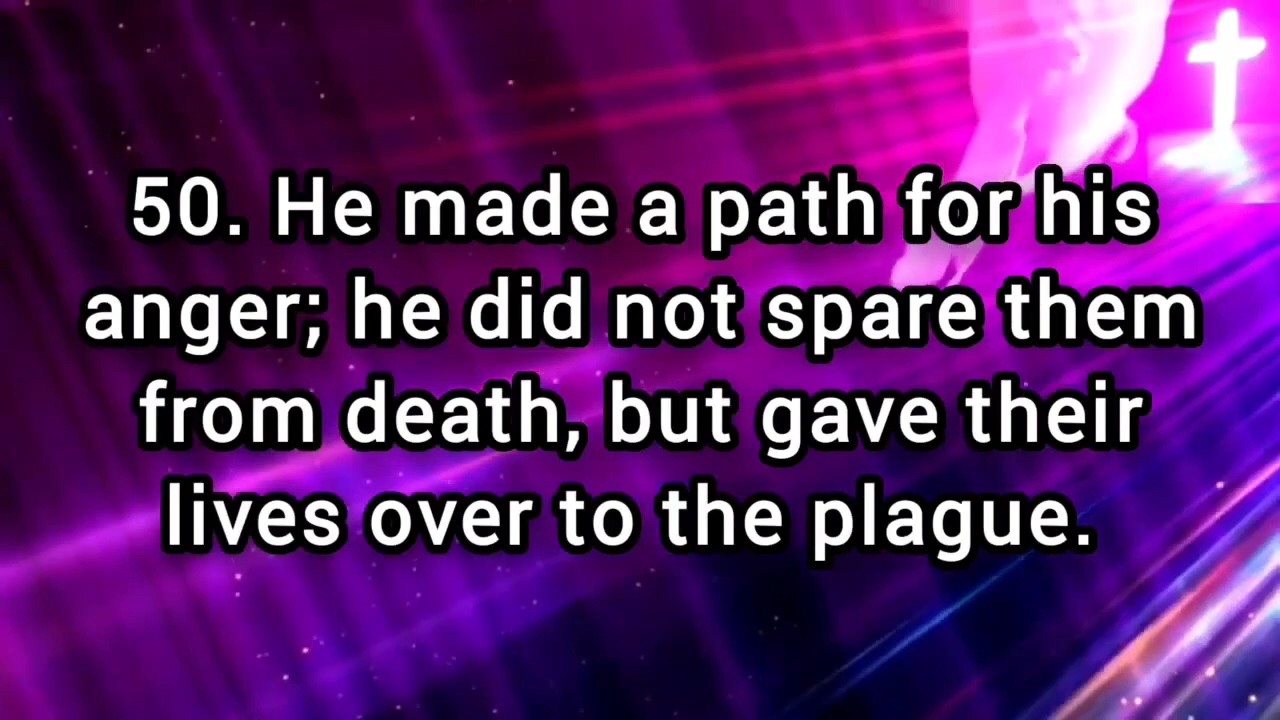 50. He made a path for his
anger; he did not spare them
from death, but gave their
lives over to the plague.